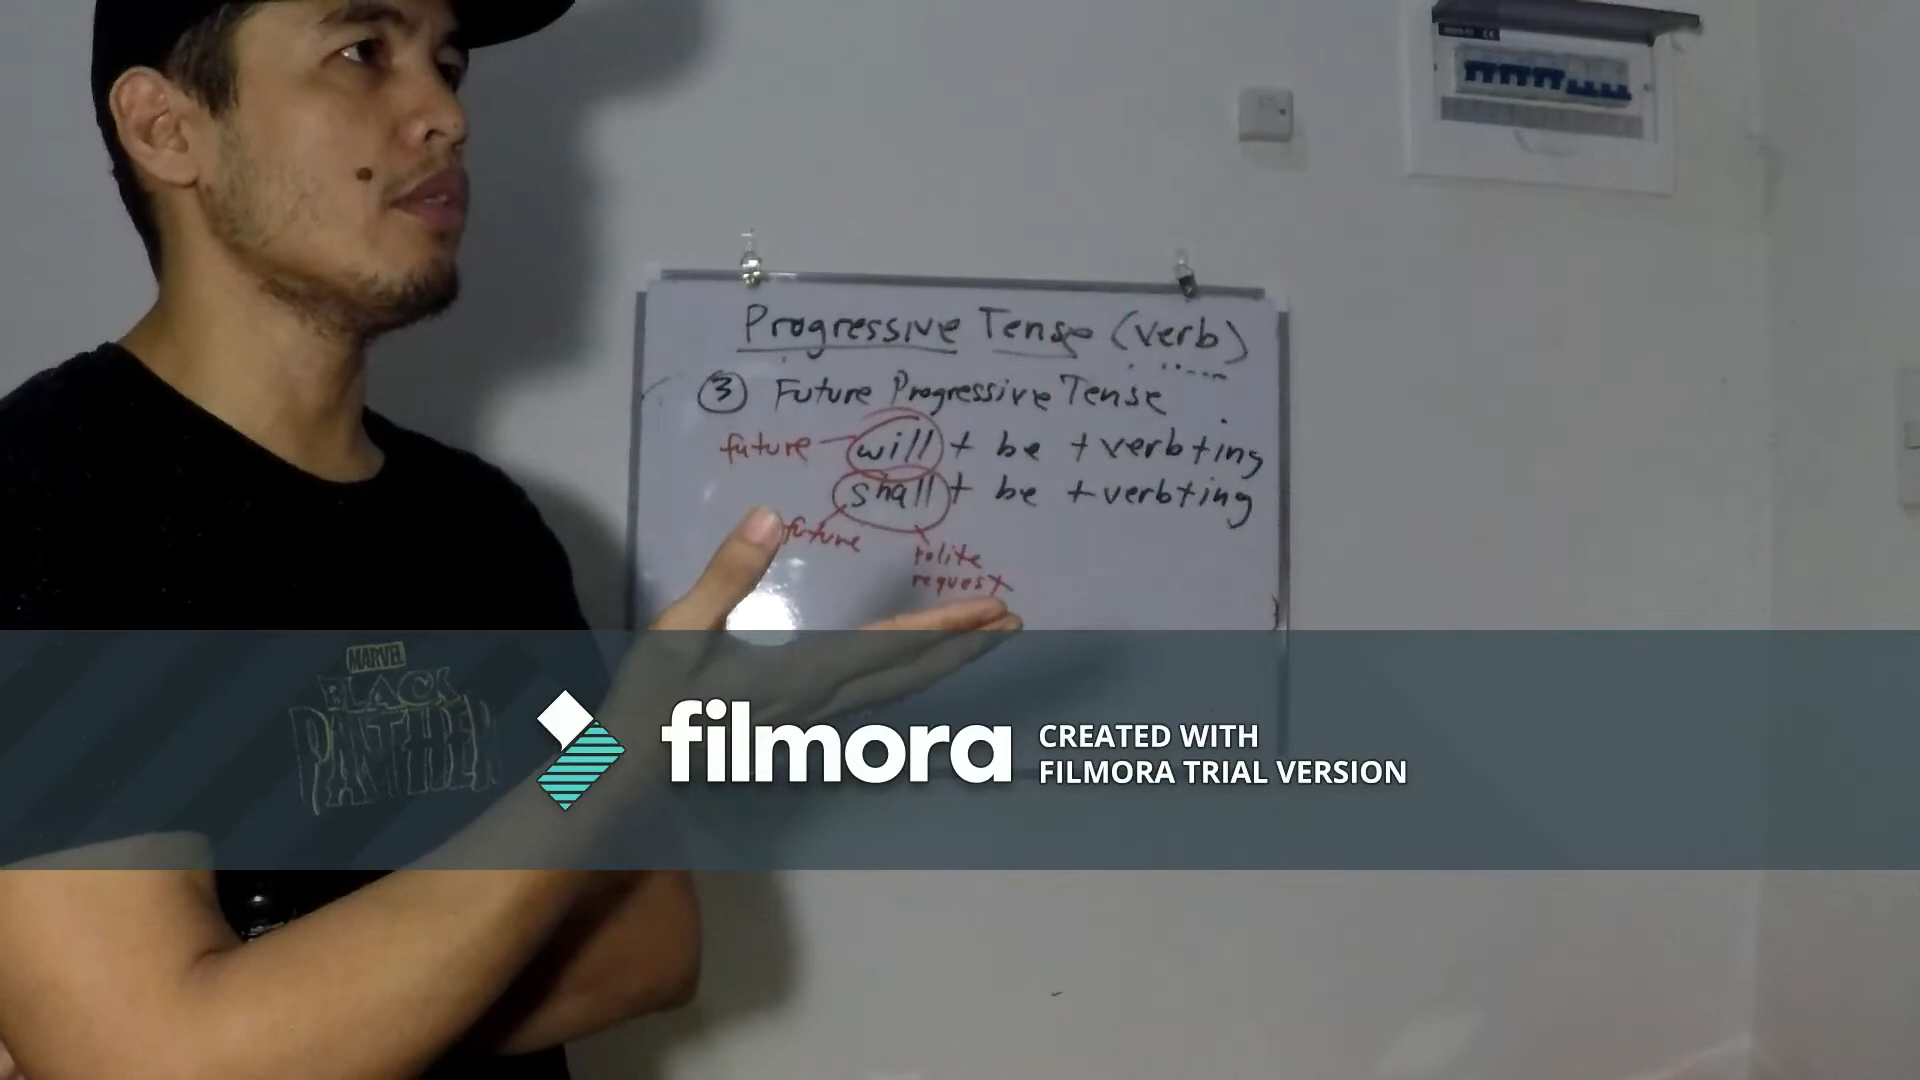 Progressive Tense (verb)
③ Future Progressive Tense
future will + be + verb+ing
shall + be + verb+ing
future
polite
request
MARVEL
BLACK
PANTHER
filmora
CREATED WITH
FILMORA TRIAL VERSION